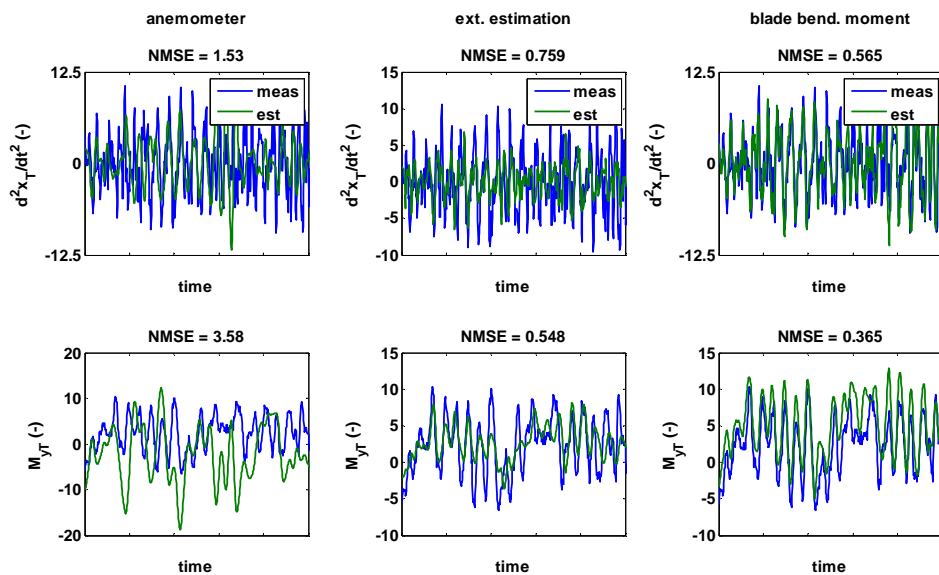 anemometer
ext. estimation
blade bend. moment
NMSE = 1.53
NMSE = 0.759
NMSE = 0.565
12.5
0
-12.5
d²x_T/dt² (-)
meas
est
time
15
10
5
0
-5
-10
d²x_T/dt² (-)
meas
est
time
12.5
0
-12.5
d²x_T/dt² (-)
meas
est
time
NMSE = 3.58
NMSE = 0.548
NMSE = 0.365
20
10
0
-10
-20
M_yT (-)
time
15
10
5
0
-5
-10
M_yT (-)
time
15
10
5
0
-5
-10
M_yT (-)
time